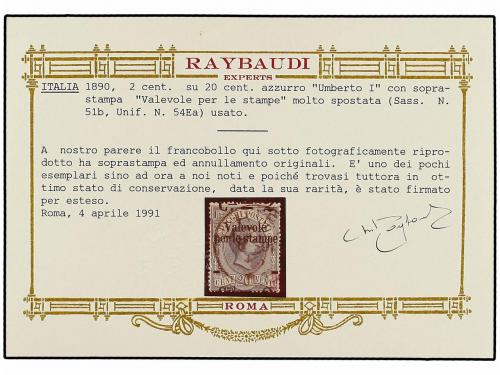 RAYBAUDI
EXPERTS
ITALIA 1890, 2 cent. su 20 cent. azzurro "Umberto I" con sopra-
stampa "Valevole per le stampe" molto spostata (Sass. N.
51b, Unif. N. 54Ea) usato.
A nostro parere il francobollo qui sotto fotograficamente ripro-
dotto ha soprastampa ed annullamento originali. E' uno dei pochi
esemplari sino ad ora a noi noti e poiché trovasi tuttora in ot-
timo stato di conservazione, data la sua rarità, è stato firmato
per esteso.
Roma, 4 aprile 1991
Valevole
per le stampe
ROMA